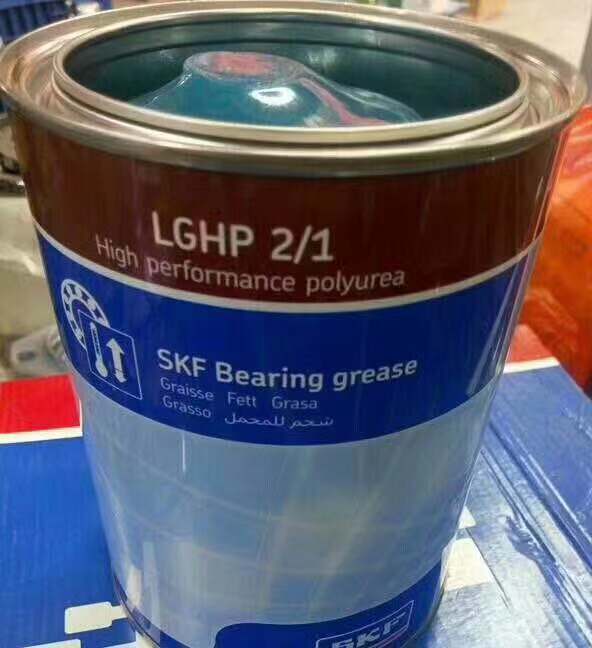 LGHP 2/1
High performance polyurea
SKF Bearing grease
Graisse Fett Grasa
Grasso شحم للمحمل
SKF